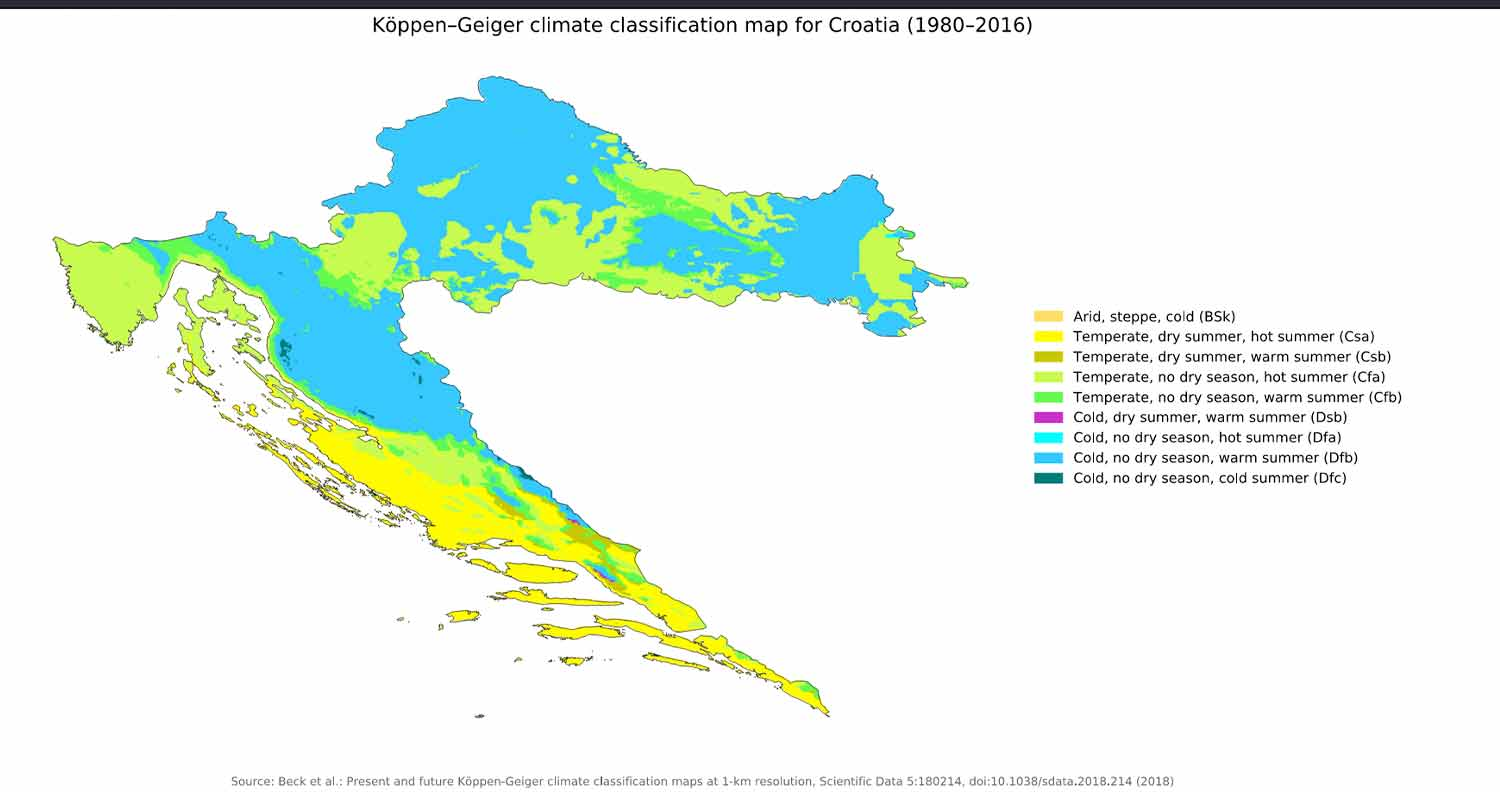 Köppen–Geiger climate classification map for Croatia (1980–2016)
Arid, steppe, cold (BSk)
Temperate, dry summer, hot summer (Csa)
Temperate, dry summer, warm summer (Csb)
Temperate, no dry season, hot summer (Cfa)
Temperate, no dry season, warm summer (Cfb)
Cold, dry summer, warm summer (Dsb)
Cold, no dry season, hot summer (Dfa)
Cold, no dry season, warm summer (Dfb)
Cold, no dry season, cold summer (Dfc)
Source: Beck et al.: Present and future Köppen-Geiger climate classification maps at 1-km resolution, Scientific Data 5:180214, doi:10.1038/sdata.2018.214 (2018)